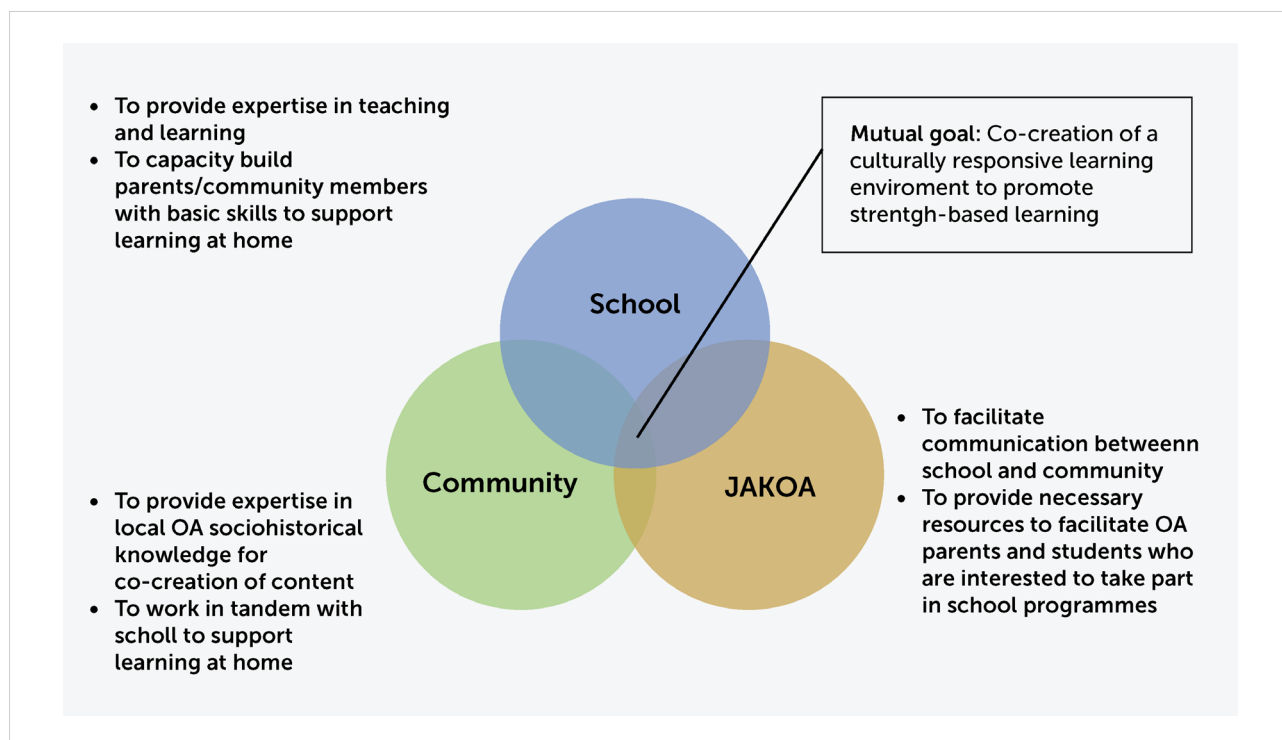 • To provide expertise in teaching
and learning
• To capacity build
parents/community members
with basic skills to support
learning at home
Mutual goal: Co-creation of a
culturally responsive learning
enviroment to promote
strentgh-based learning
School
Community
JAKOA
• To facilitate
communication betweenn
school and community
• To provide necessary
resources to facilitate OA
parents and students who
are interested to take part
in school programmes
• To provide expertise in
local OA sociohistorical
knowledge for
co-creation of content
• To work in tandem with
scholl to support
learning at home